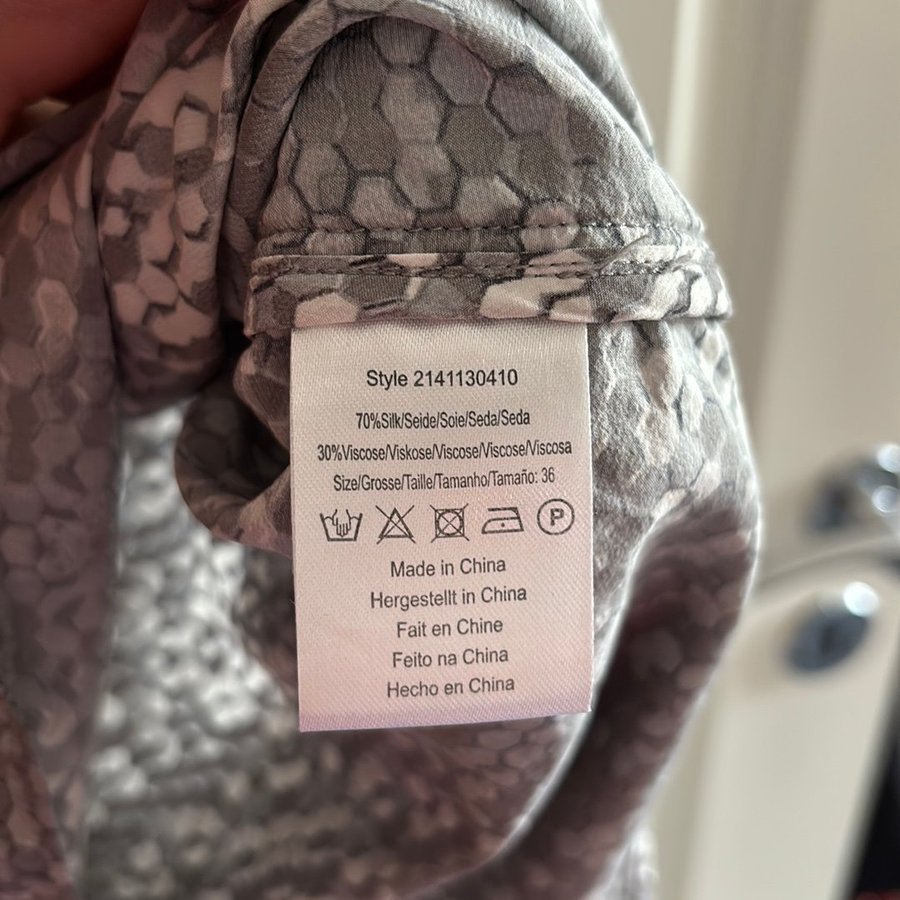 Style 2141130410
70%Silk/Seide/Soie/Seda/Seda
30%Viscose/Viskose/Viscose/Viscose/Viscosa
Size/Grosse/Taille/Tamanho/Tamaño: 36
P
Made in China
Hergestellt in China
Fait en Chine
Feito na China
Hecho en China